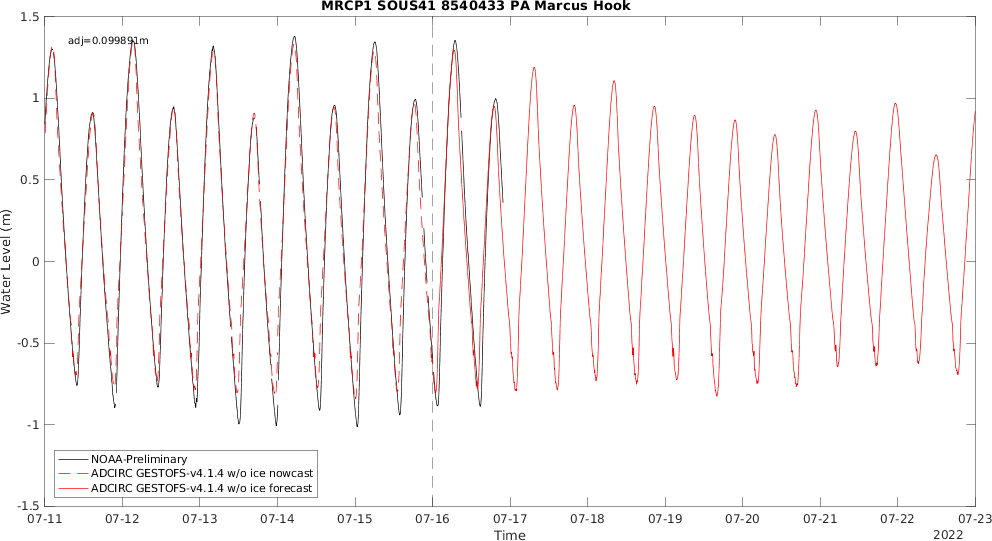 MRCP1 SOUS41 8540433 PA Marcus Hook
adj=0.099891m
Water Level (m)
1.5
1
0.5
0
-0.5
-1
-1.5
NOAA-Preliminary
ADCIRC GESTOFS-v4.1.4 w/o ice nowcast
ADCIRC GESTOFS-v4.1.4 w/o ice forecast
07-11 07-12 07-13 07-14 07-15 07-16 07-17 07-18 07-19 07-20 07-21 07-22 07-23
Time
2022